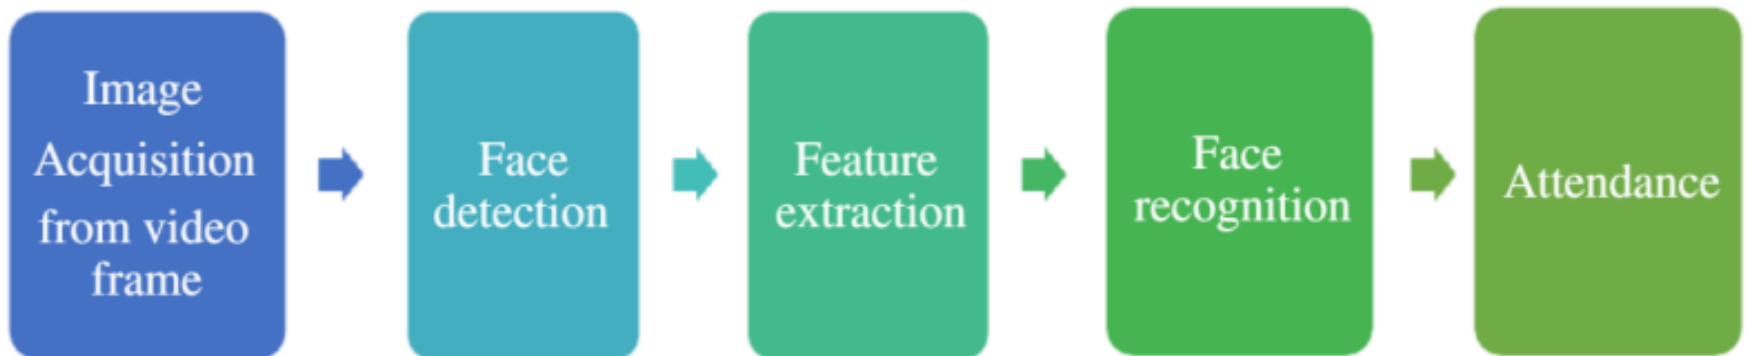 Image
Acquisition
from video
frame
Face
detection
Feature
extraction
Face
recognition
Attendance